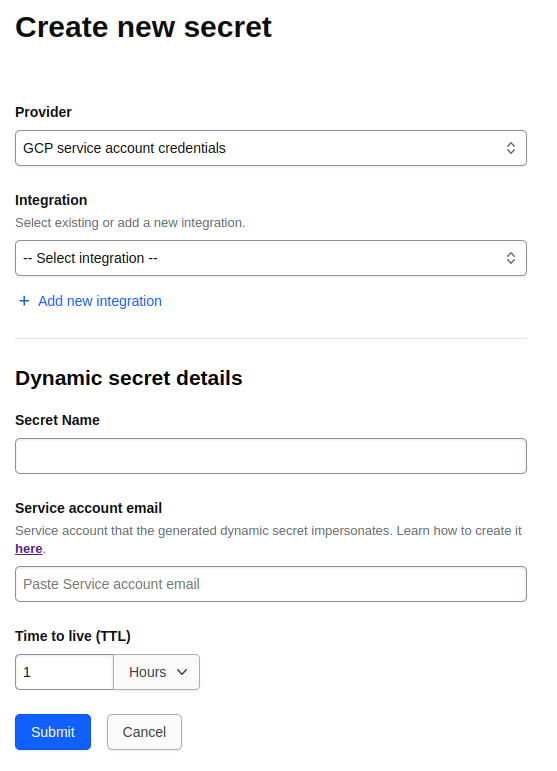 Create new secret
Provider
GCP service account credentials
Integration
Select existing or add a new integration.
-- Select integration --
+ Add new integration
Dynamic secret details
Secret Name
Service account email
Service account that the generated dynamic secret impersonates. Learn how to create it
here.
Paste Service account email
Time to live (TTL)
1 Hours
Submit Cancel